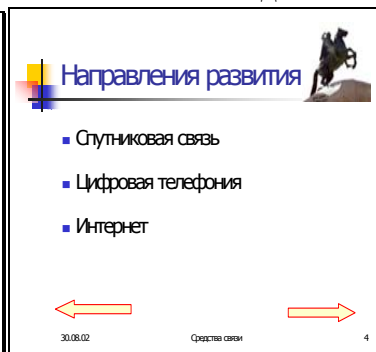 Направления развития
Спутниковая связь
Цифровая телефония
Интернет
30.08.02 Средства связи 4